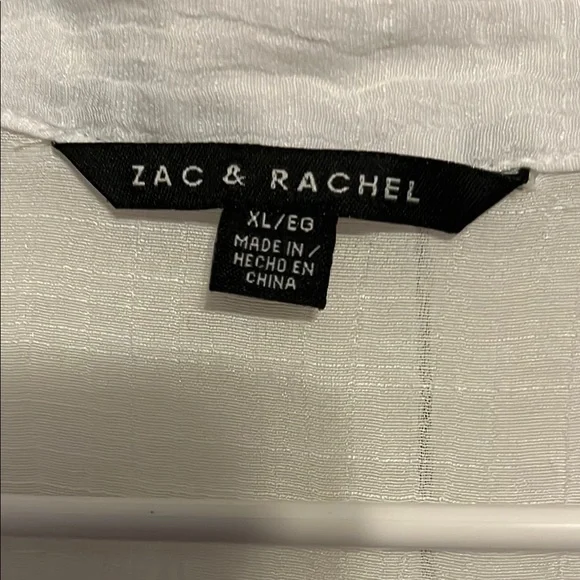 ZAC & RACHEL
XL/EG
MADE IN /
HECHO EN
CHINA